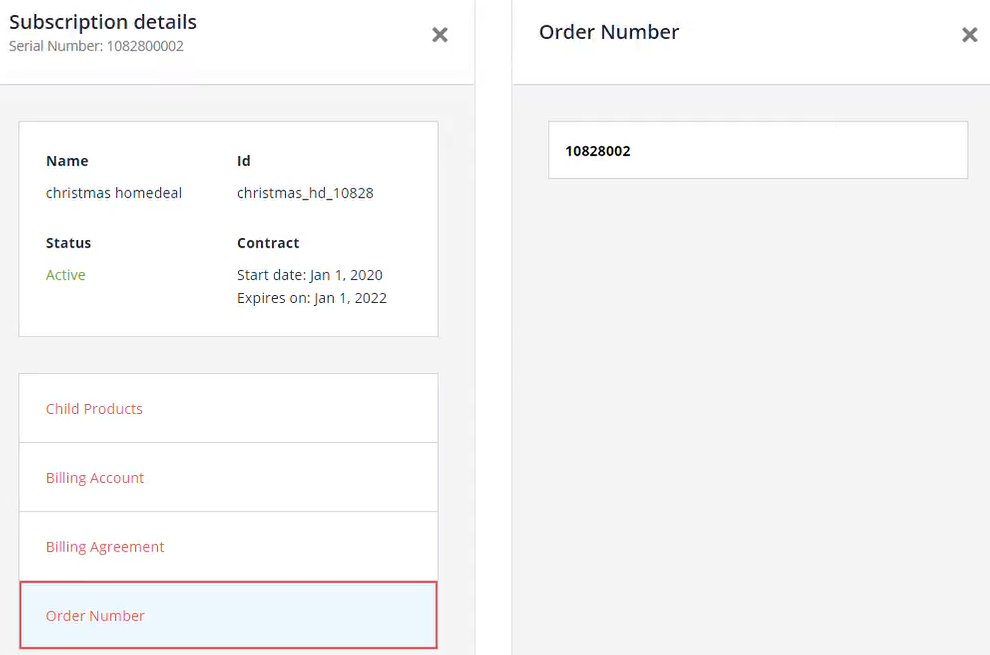 Subscription details
Serial Number: 1082800002
Name
Id
christmas homedeal
christmas_hd_10828
Status
Contract
Active
Start date: Jan 1, 2020
Expires on: Jan 1, 2022
Child Products
Billing Account
Billing Agreement
Order Number
Order Number
10828002